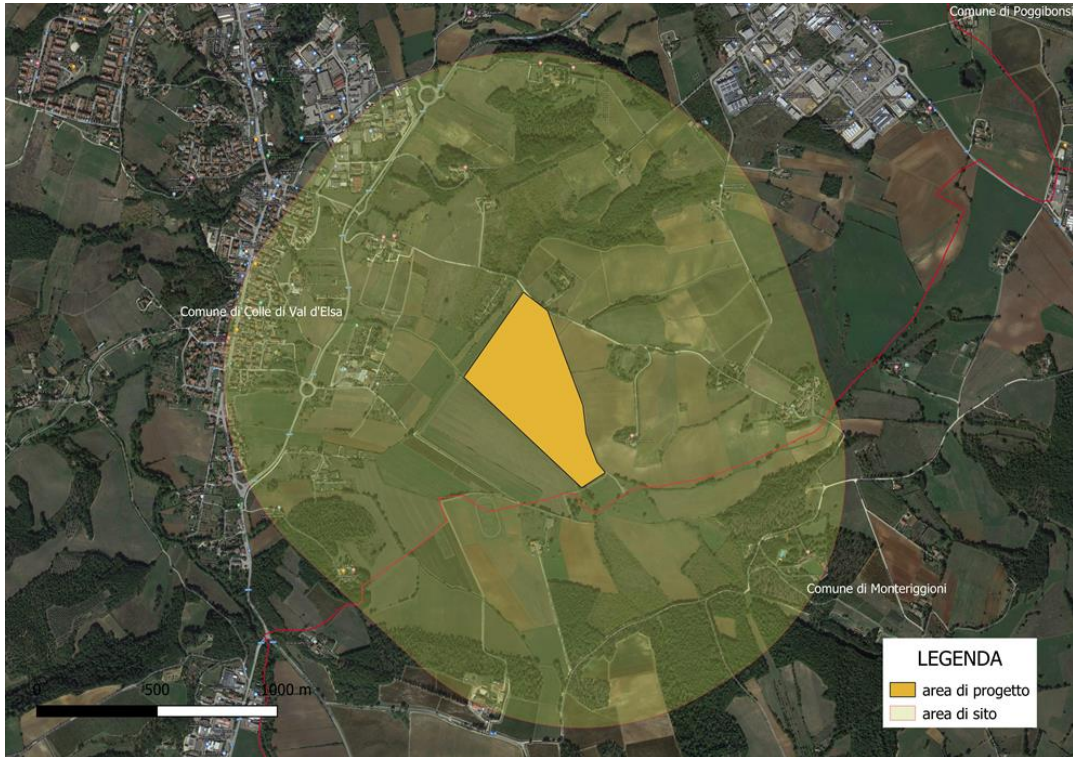 Comune di Poggibonsi
Comune di Colle di Val d'Elsa
Comune di Monteriggioni
LEGENDA
area di progetto
area di sito
0 500 1000 m